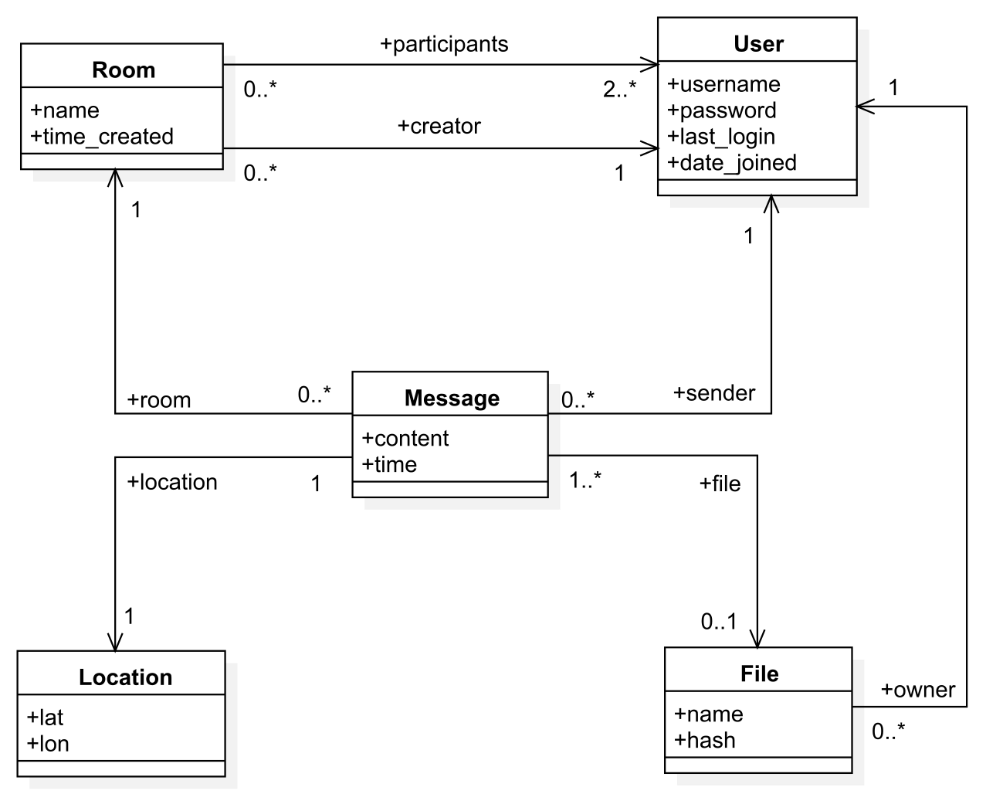 Room
+name
+time_created
+participants
0..*
2..*
+creator
0..*
1
User
+username
+password
+last_login
+date_joined
1
1
1
+room
0..*
Message
+content
+time
0..*
+sender
+location
1
1..*
+file
1
0..1
Location
+lat
+lon
File
+name
+hash
+owner
0..*